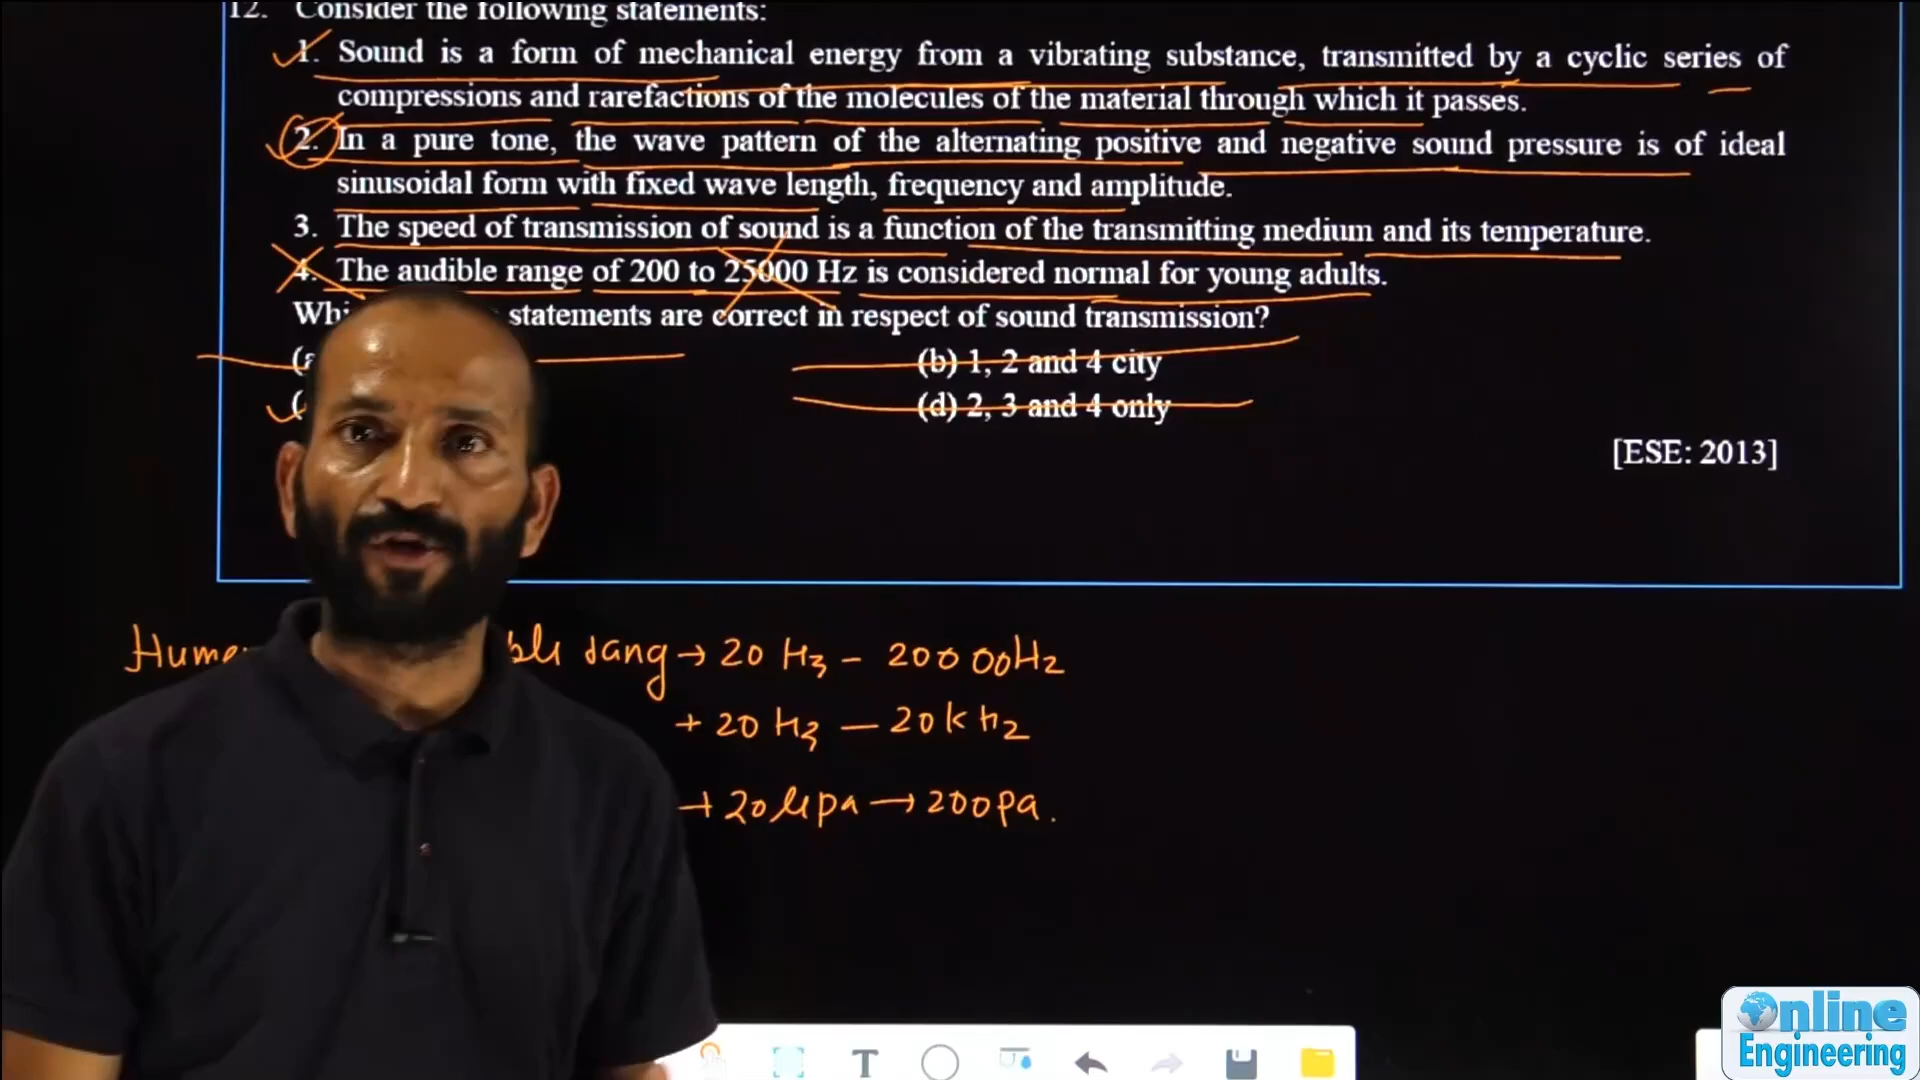 12. Consider the following statements:
1. Sound is a form of mechanical energy from a vibrating substance, transmitted by a cyclic series of
compressions and rarefactions of the molecules of the material through which it passes.
2. In a pure tone, the wave pattern of the alternating positive and negative sound pressure is of ideal
sinusoidal form with fixed wave length, frequency and amplitude.
3. The speed of transmission of sound is a function of the transmitting medium and its temperature.
4. The audible range of 200 to 25000 Hz is considered normal for young adults.
statements are correct in respect of sound transmission?
(b) 1, 2 and 4 city
(d) 2, 3 and 4 only
[ESE: 2013]
→ 20 Hz - 20000Hz
+ 20 Hz — 20khz
→ 20μpa → 200pa.
T
Online
Engineering